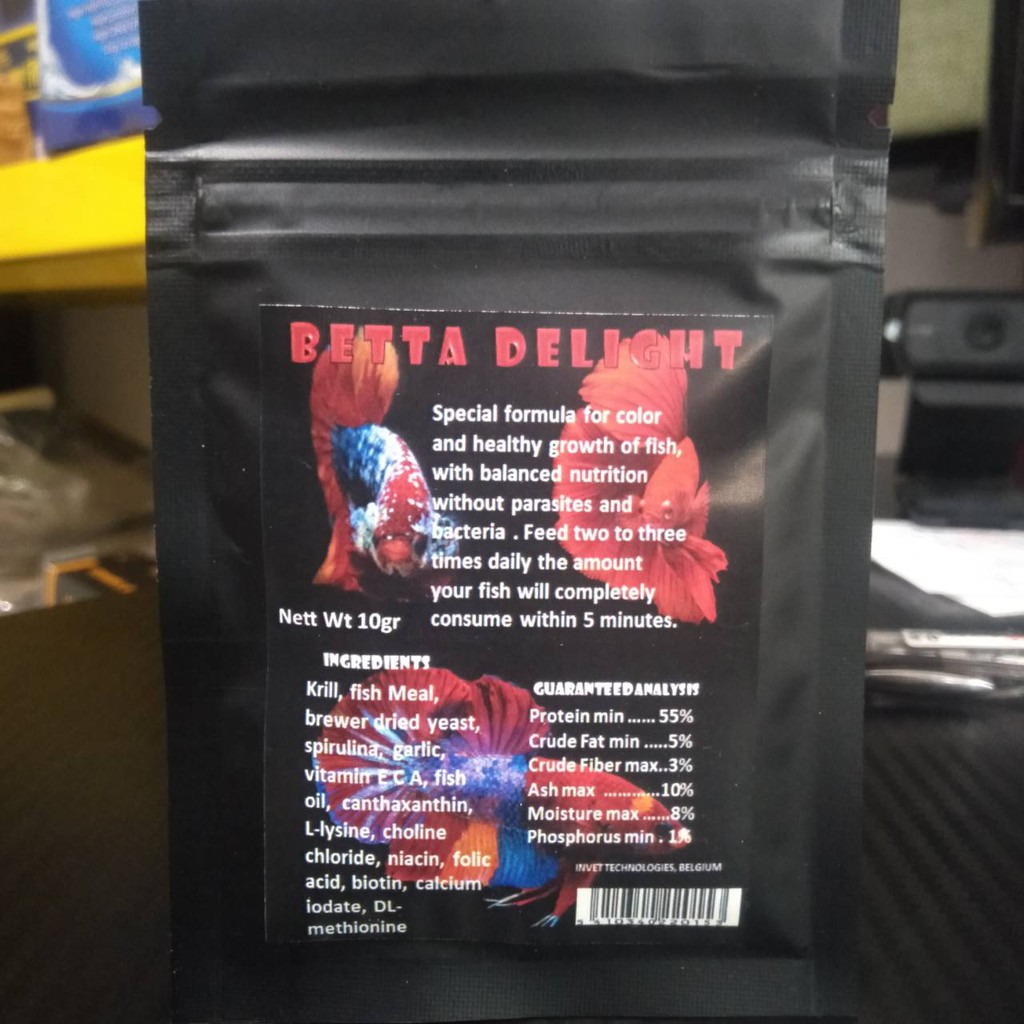 BETTA DELIGHT
Special formula for color
and healthy growth of fish,
with balanced nutrition
without parasites and
bacteria . Feed two to three
times daily the amount
your fish will completely
consume within 5 minutes.
Nett Wt 10gr
INGREDIENTS
Krill, fish Meal,
brewer dried yeast,
spirulina, garlic,
vitamin E C A, fish
oil, canthaxanthin,
L-lysine, choline
chloride, niacin, folic
acid, biotin, calcium
iodate, DL-
methionine
GUARANTEED ANALYSIS
Protein min ...... 55%
Crude Fat min .....5%
Crude Fiber max..3%
Ash max ............10%
Moisture max ......8%
Phosphorus min . 1%
INVET TECHNOLOGIES, BELGIUM